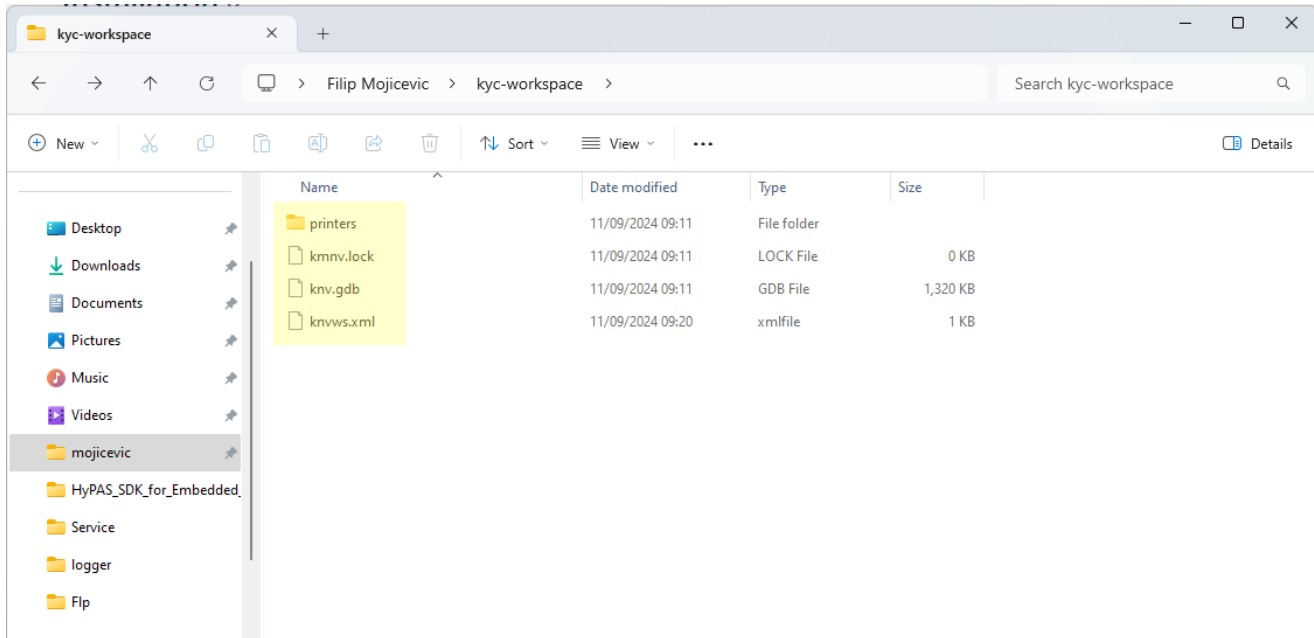 kyc-workspace
Filip Mojicevic > kyc-workspace >
Search kyc-workspace
New
Sort
View
...
Details
Name
Date modified
Type
Size
printers 11/09/2024 09:11 File folder
kmnv.lock 11/09/2024 09:11 LOCK File 0 KB
knv.gdb 11/09/2024 09:11 GDB File 1,320 KB
knvws.xml 11/09/2024 09:20 xmlfile 1 KB
Desktop
Downloads
Documents
Pictures
Music
Videos
mojicevic
HyPAS_SDK_for_Embedded_
Service
logger
Flp